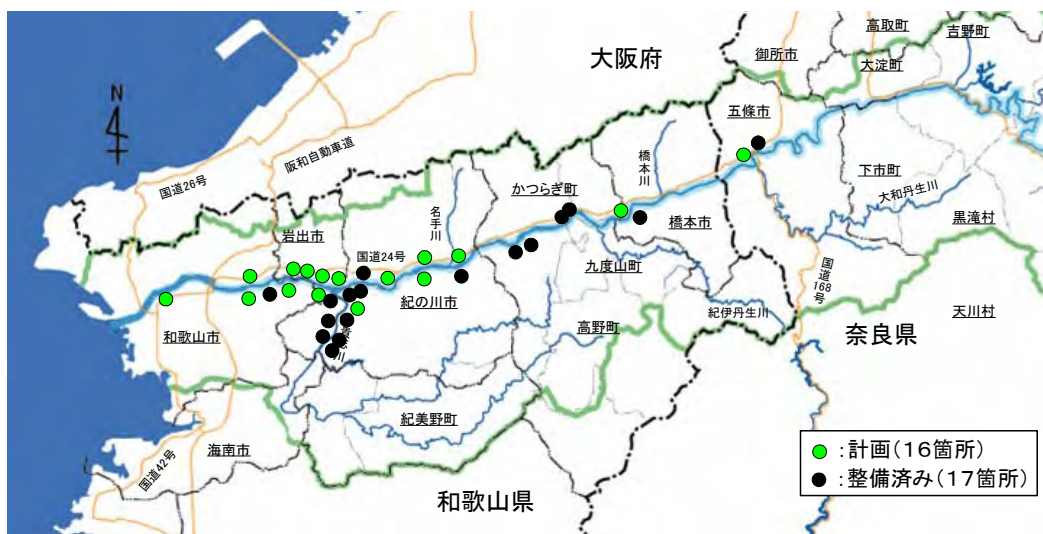 高取町
吉野町
御所市
大淀町
大阪府
N
五條市
阪和自動車道
橋本川
国道26号
下市町
かつらぎ町
大和丹生川
名手川
黒滝村
岩出市
橋本市
国道24号
九度山町
国道
168号
紀の川市
紀伊丹生川
天川村
和歌山市
高野町
奈良県
紀美野町
海南市
:計画(16箇所)
国道42号
:整備済み(17箇所)
和歌山県